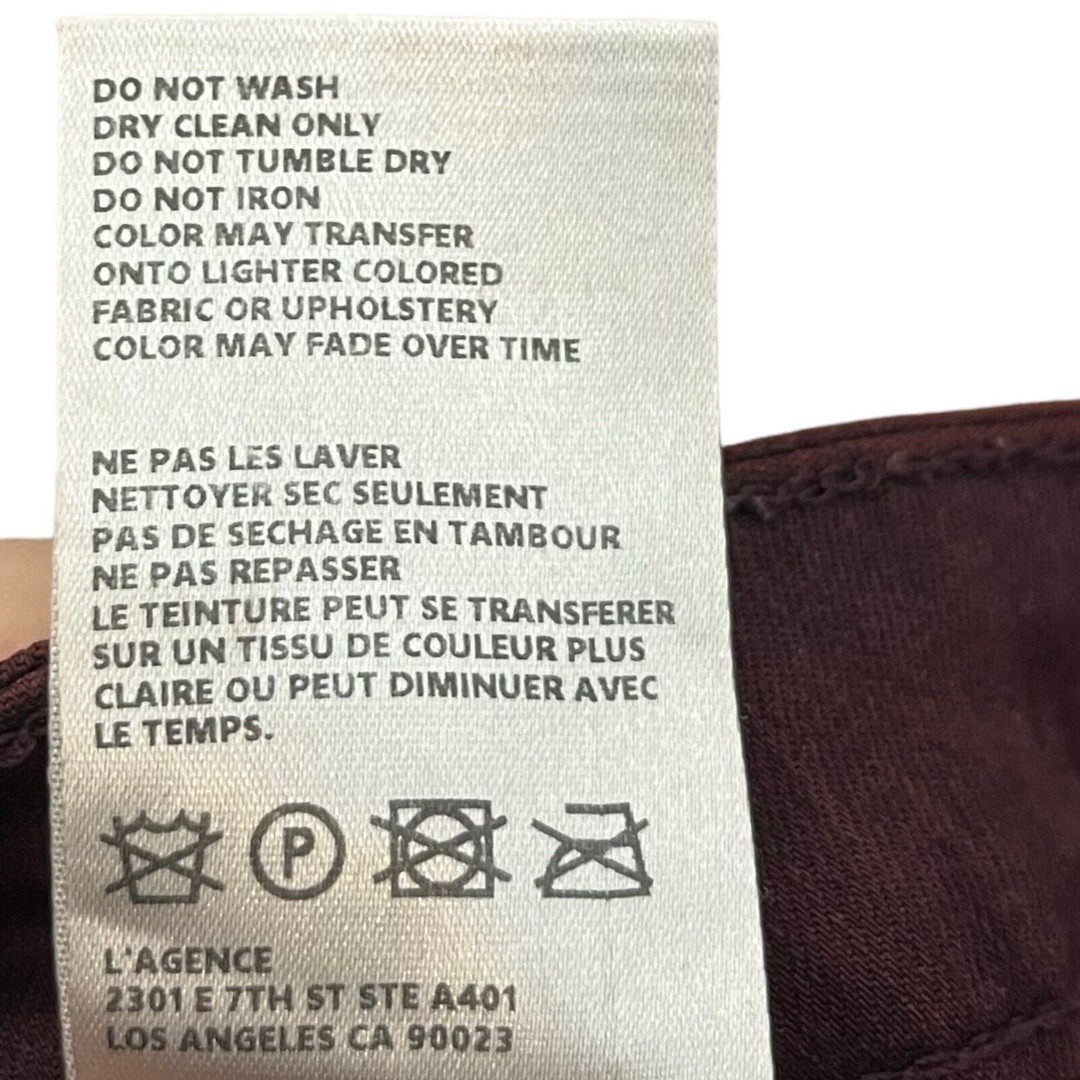 DO NOT WASH
DRY CLEAN ONLY
DO NOT TUMBLE DRY
DO NOT IRON
COLOR MAY TRANSFER
ONTO LIGHTER COLORED
FABRIC OR UPHOLSTERY
COLOR MAY FADE OVER TIME
NE PAS LES LAVER
NETTOYER SEC SEULEMENT
PAS DE SECHAGE EN TAMBOUR
NE PAS REPASSER
LE TEINTURE PEUT SE TRANSFERER
SUR UN TISSU DE COULEUR PLUS
CLAIRE OU PEUT DIMINUER AVEC
LE TEMPS.
P
L'AGENCE
2301 E 7TH ST STE A401
LOS ANGELES CA 90023